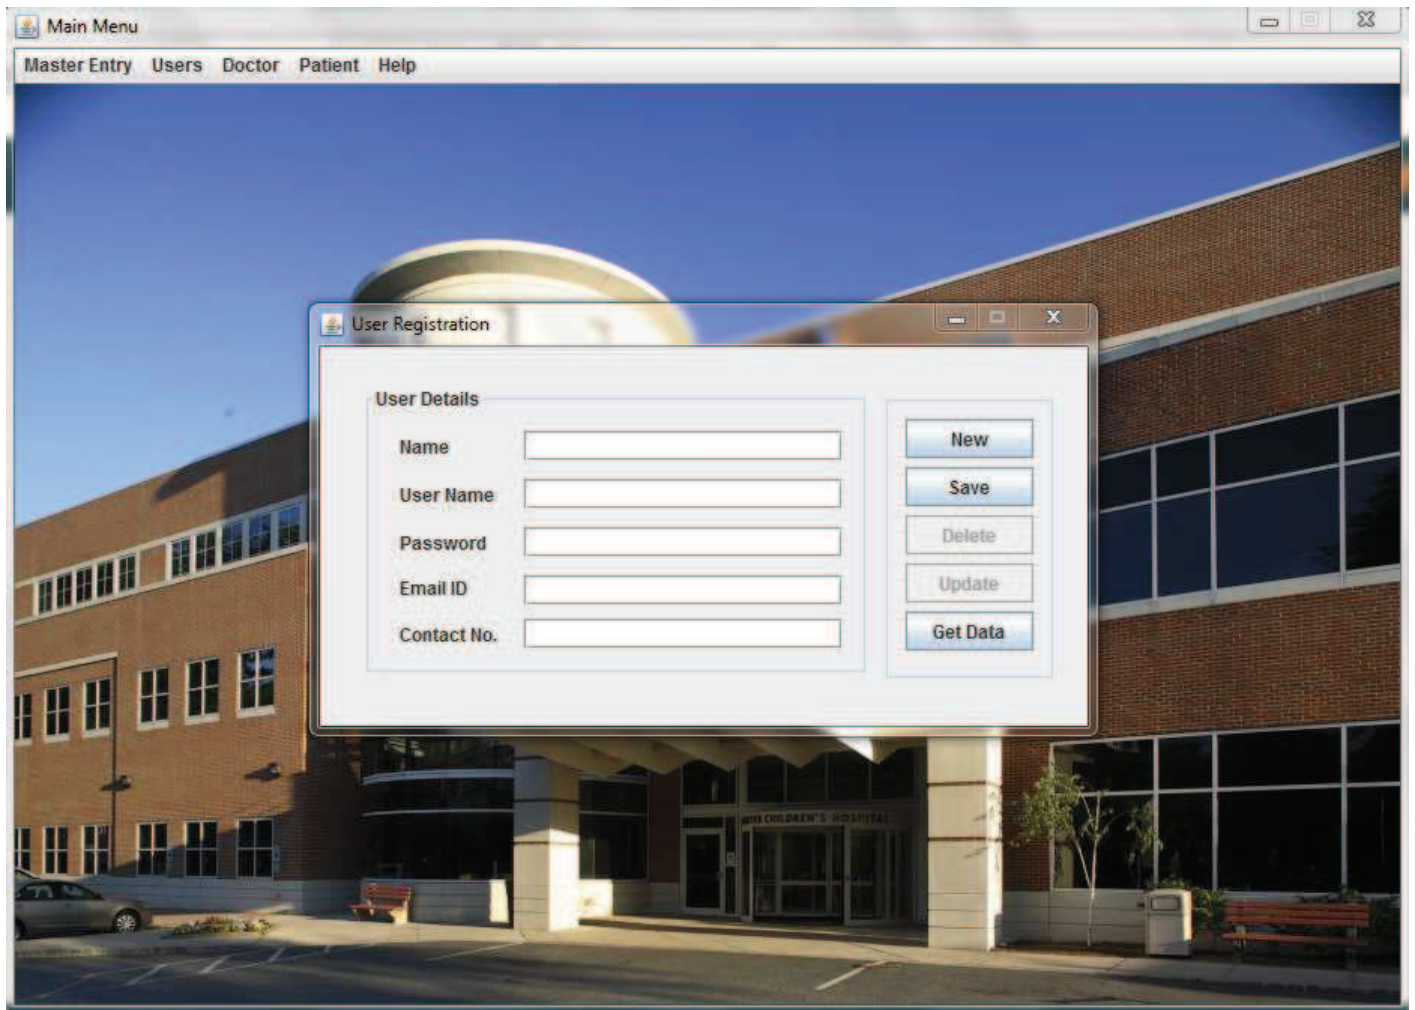 Main Menu
Master Entry Users Doctor Patient Help
User Registration
User Details
Name
User Name
Password
Email ID
Contact No.
New
Save
Delete
Update
Get Data
CHILDREN'S HOSPITAL